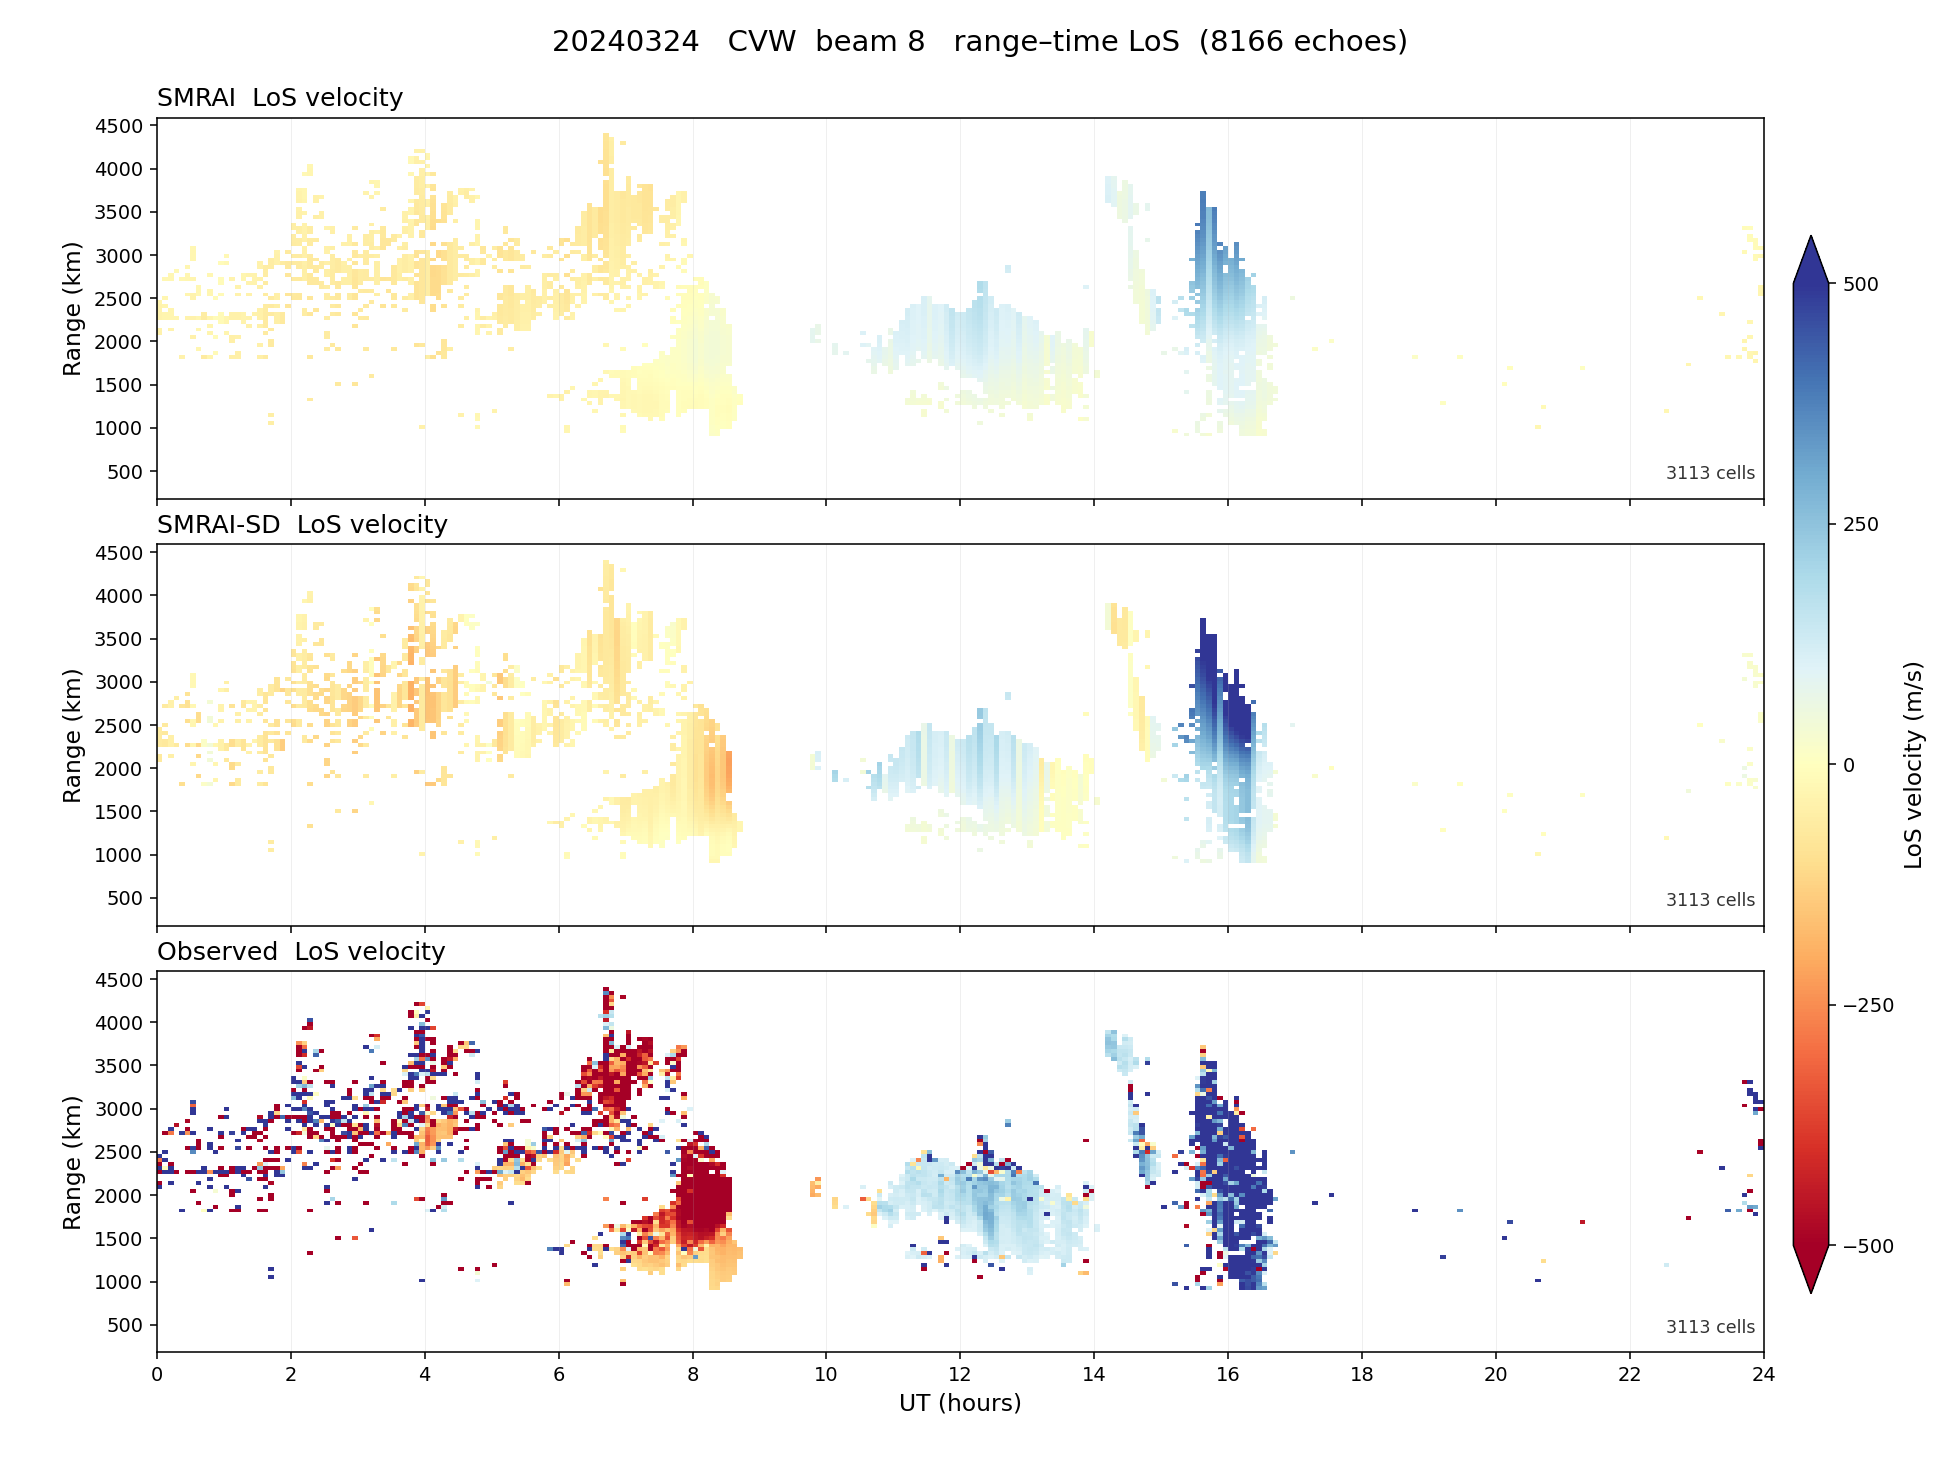 20240324   CVW  beam 8   range–time LoS  (8166 echoes)
SMRAI  LoS velocity
4500
4000
3500
3000
2500
2000
1500
1000
500
Range (km)
3113 cells
SMRAI-SD  LoS velocity
4500
4000
3500
3000
2500
2000
1500
1000
500
Range (km)
3113 cells
Observed  LoS velocity
4500
4000
3500
3000
2500
2000
1500
1000
500
Range (km)
3113 cells
0 2 4 6 8 10 12 14 16 18 20 22 24
UT (hours)
500
250
0
−250
−500
LoS velocity (m/s)